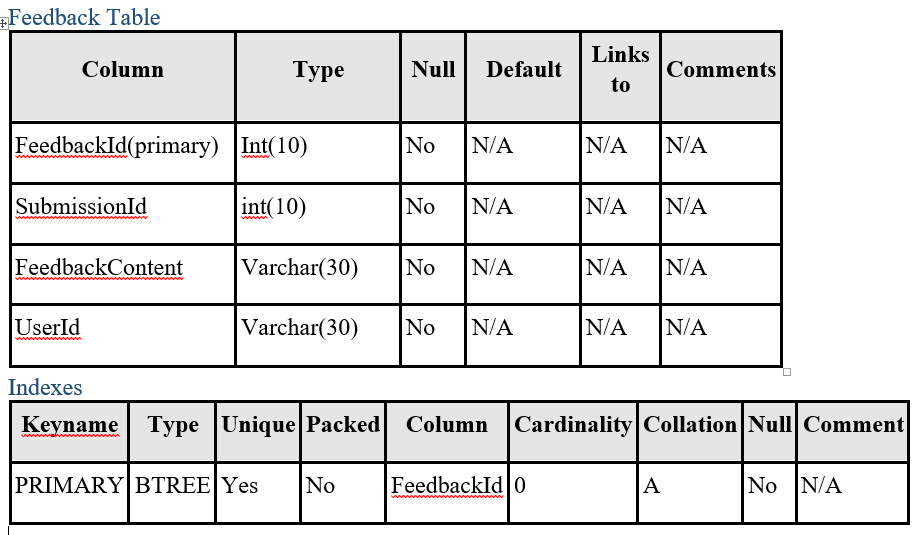 Feedback Table
Column Type Null Default Links to Comments
FeedbackId(primary) Int(10) No N/A N/A N/A
SubmissionId int(10) No N/A N/A N/A
FeedbackContent Varchar(30) No N/A N/A N/A
UserId Varchar(30) No N/A N/A N/A
Indexes
Keyname Type Unique Packed Column Cardinality Collation Null Comment
PRIMARY BTREE Yes No FeedbackId 0 A No N/A